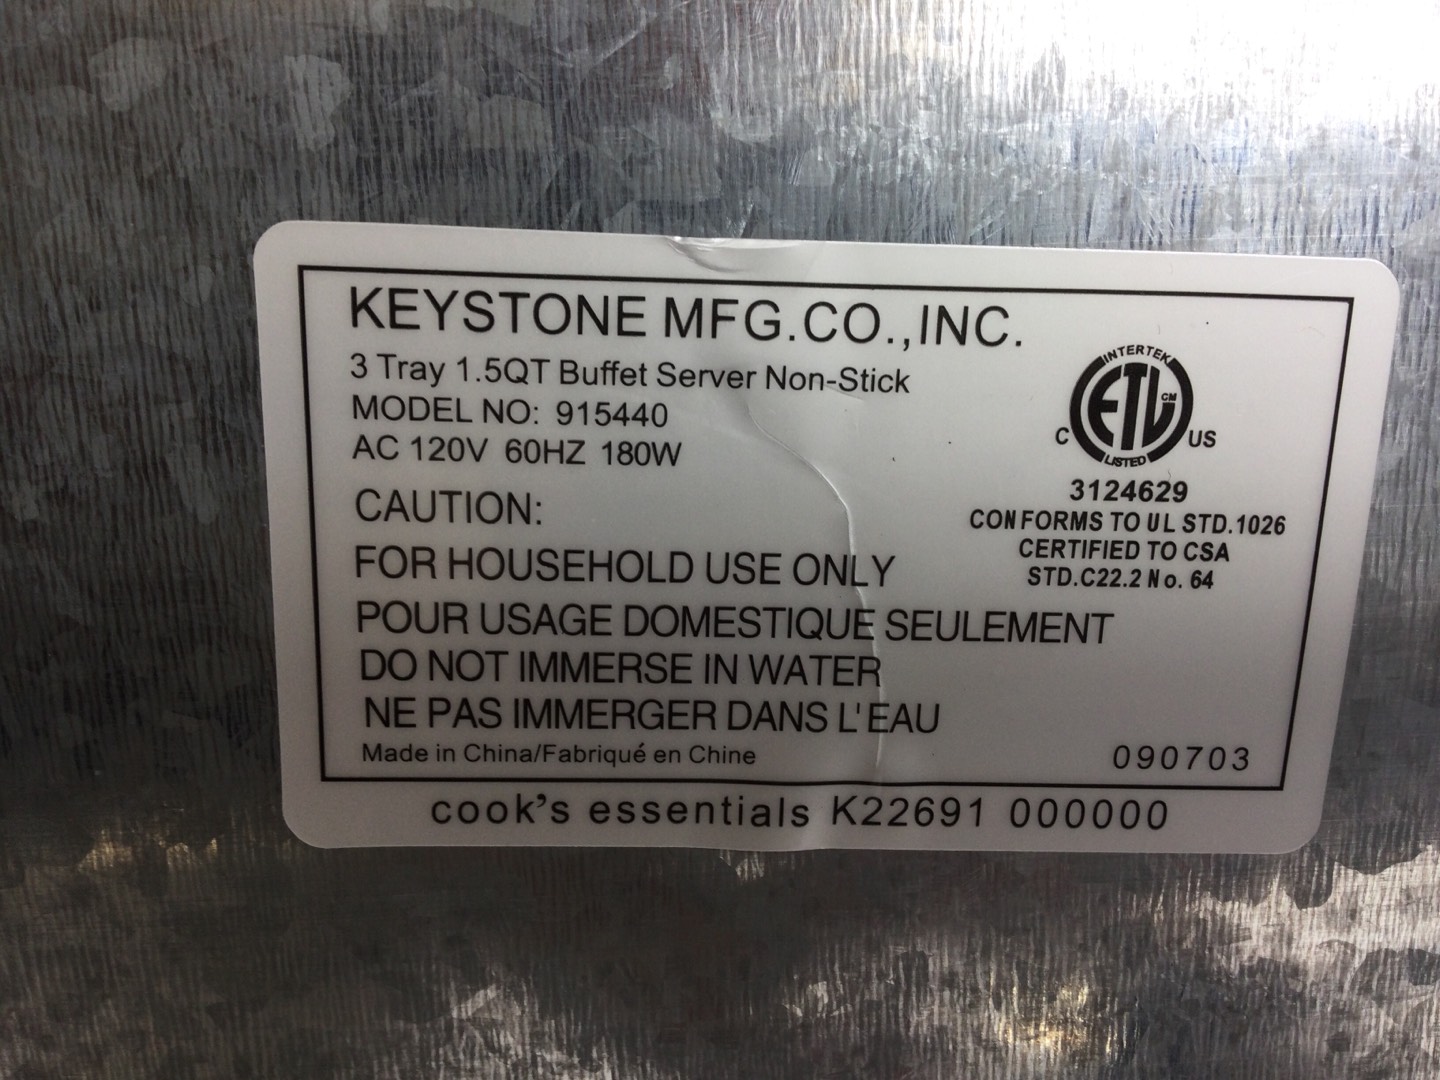 KEYSTONE MFG.CO.,INC.
3 Tray 1.5QT Buffet Server Non-Stick
MODEL NO: 915440
AC 120V 60HZ 180W
INTERTEK
ETL CM
C US
LISTED
3124629
CONFORMS TO UL STD.1026
CERTIFIED TO CSA
STD.C22.2 No. 64
CAUTION:
FOR HOUSEHOLD USE ONLY
POUR USAGE DOMESTIQUE SEULEMENT
DO NOT IMMERSE IN WATER
NE PAS IMMERGER DANS L'EAU
Made in China/Fabriqué en Chine
090703
cook's essentials K22691 000000